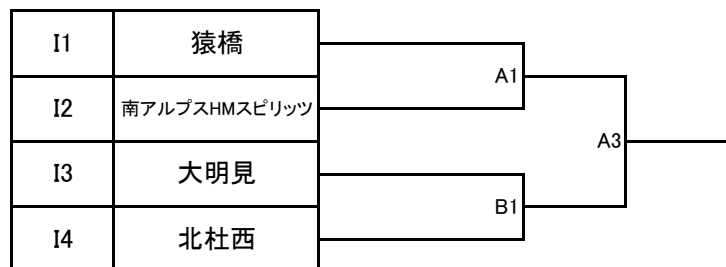 I1 猿橋
A1
I2 南アルプスHMスピリッツ
A3
I3 大明見
B1
I4 北杜西